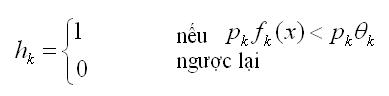 h_k = { 1 nếu p_k f_k(x) < p_k θ_k
0 ngược lại